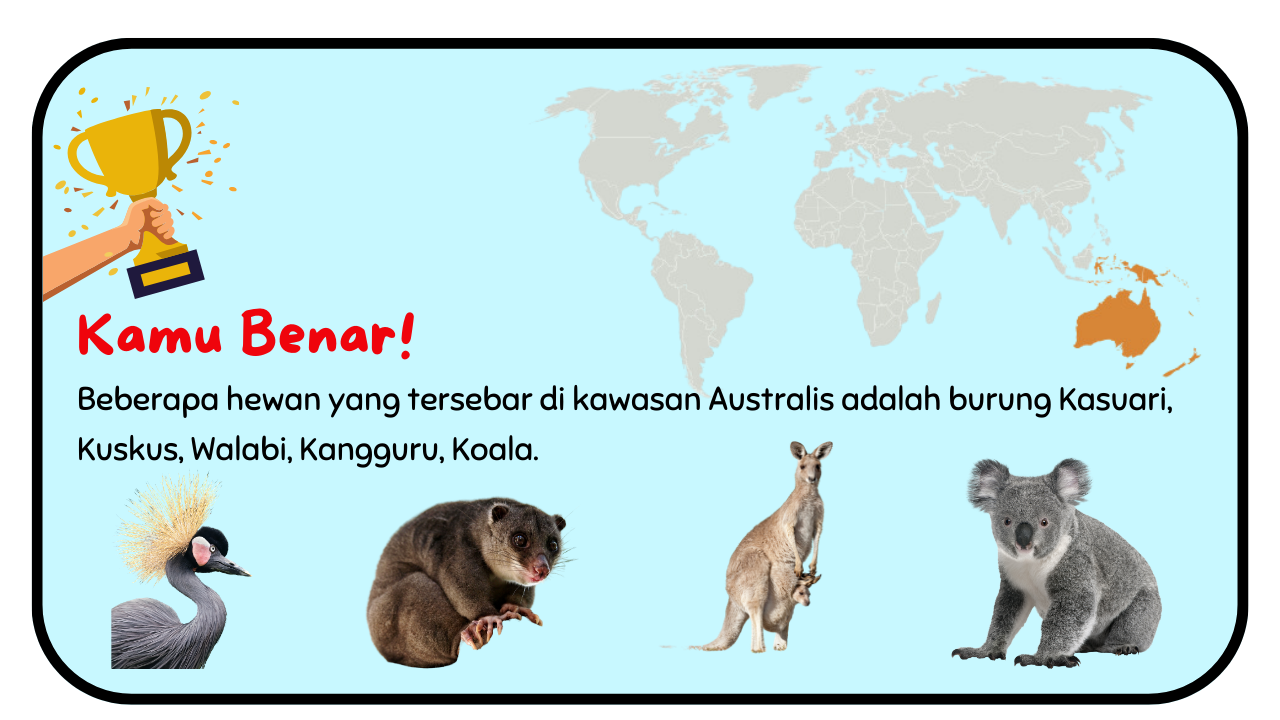 Kamu Benar!
Beberapa hewan yang tersebar di kawasan Australis adalah burung Kasuari,
Kuskus, Walabi, Kangguru, Koala.